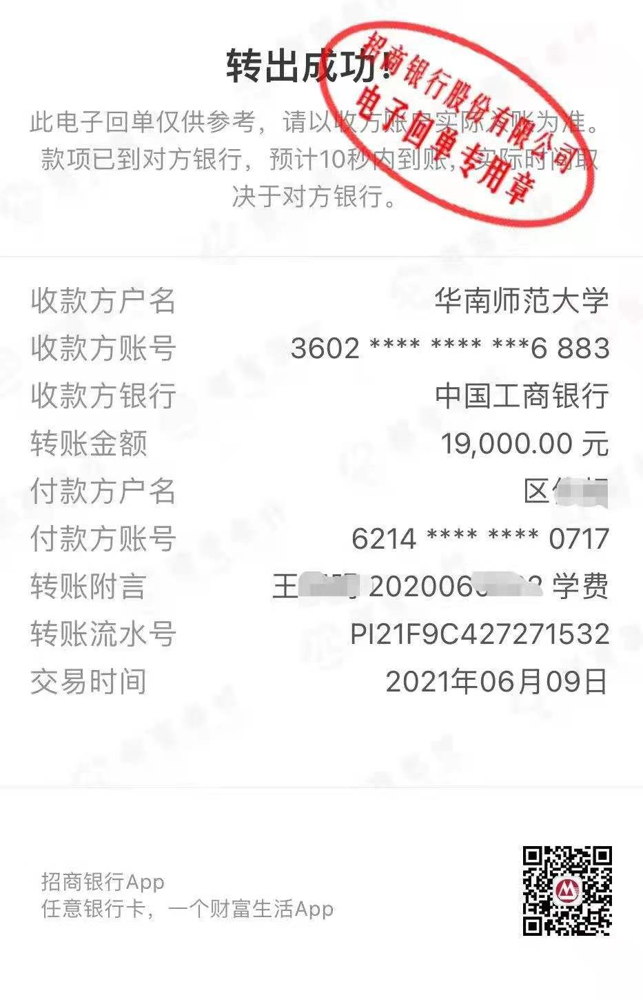 转出成功!
此电子回单仅供参考，请以收方账户实际入账为准。
款项已到对方银行，预计10秒内到账，实际时间取
决于对方银行。
招商银行股份有限公司
电子回单专用章
收款方户名 华南师范大学
收款方账号 3602 **** **** ***6 883
收款方银行 中国工商银行
转账金额 19,000.00 元
付款方户名 区
付款方账号 6214 **** **** 0717
转账附言 王 202006 2 学费
转账流水号 PI21F9C427271532
交易时间 2021年06月09日
招商银行App
任意银行卡，一个财富生活App